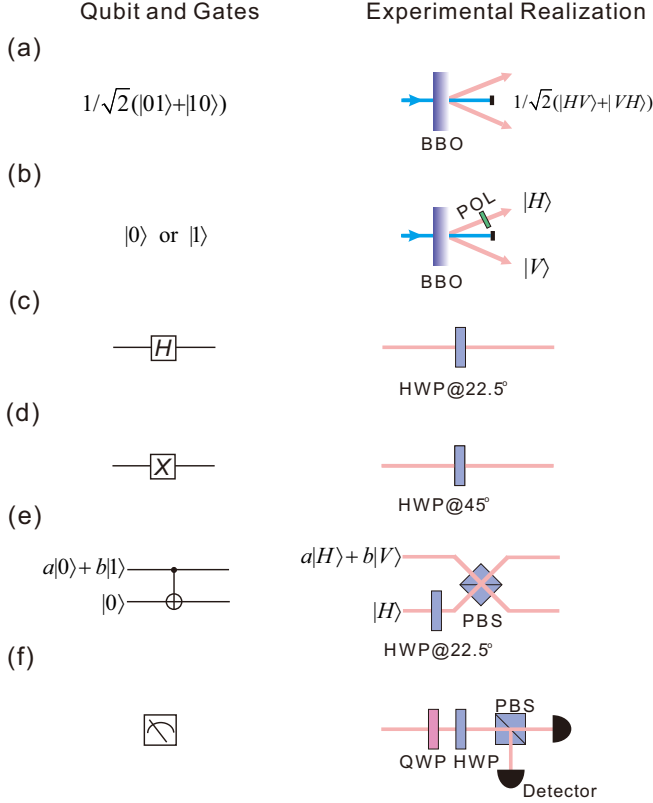 Qubit and Gates Experimental Realization
(a)
1/√2(|01⟩+|10⟩) 1/√2(|HV⟩+|VH⟩)
BBO
(b)
POL |H⟩
|0⟩ or |1⟩
|V⟩
BBO
(c)
H
HWP@22.5°
(d)
X
HWP@45°
(e)
a|0⟩+b|1⟩ a|H⟩+b|V⟩
|0⟩ |H⟩ PBS
HWP@22.5°
(f)
PBS
QWP HWP
Detector